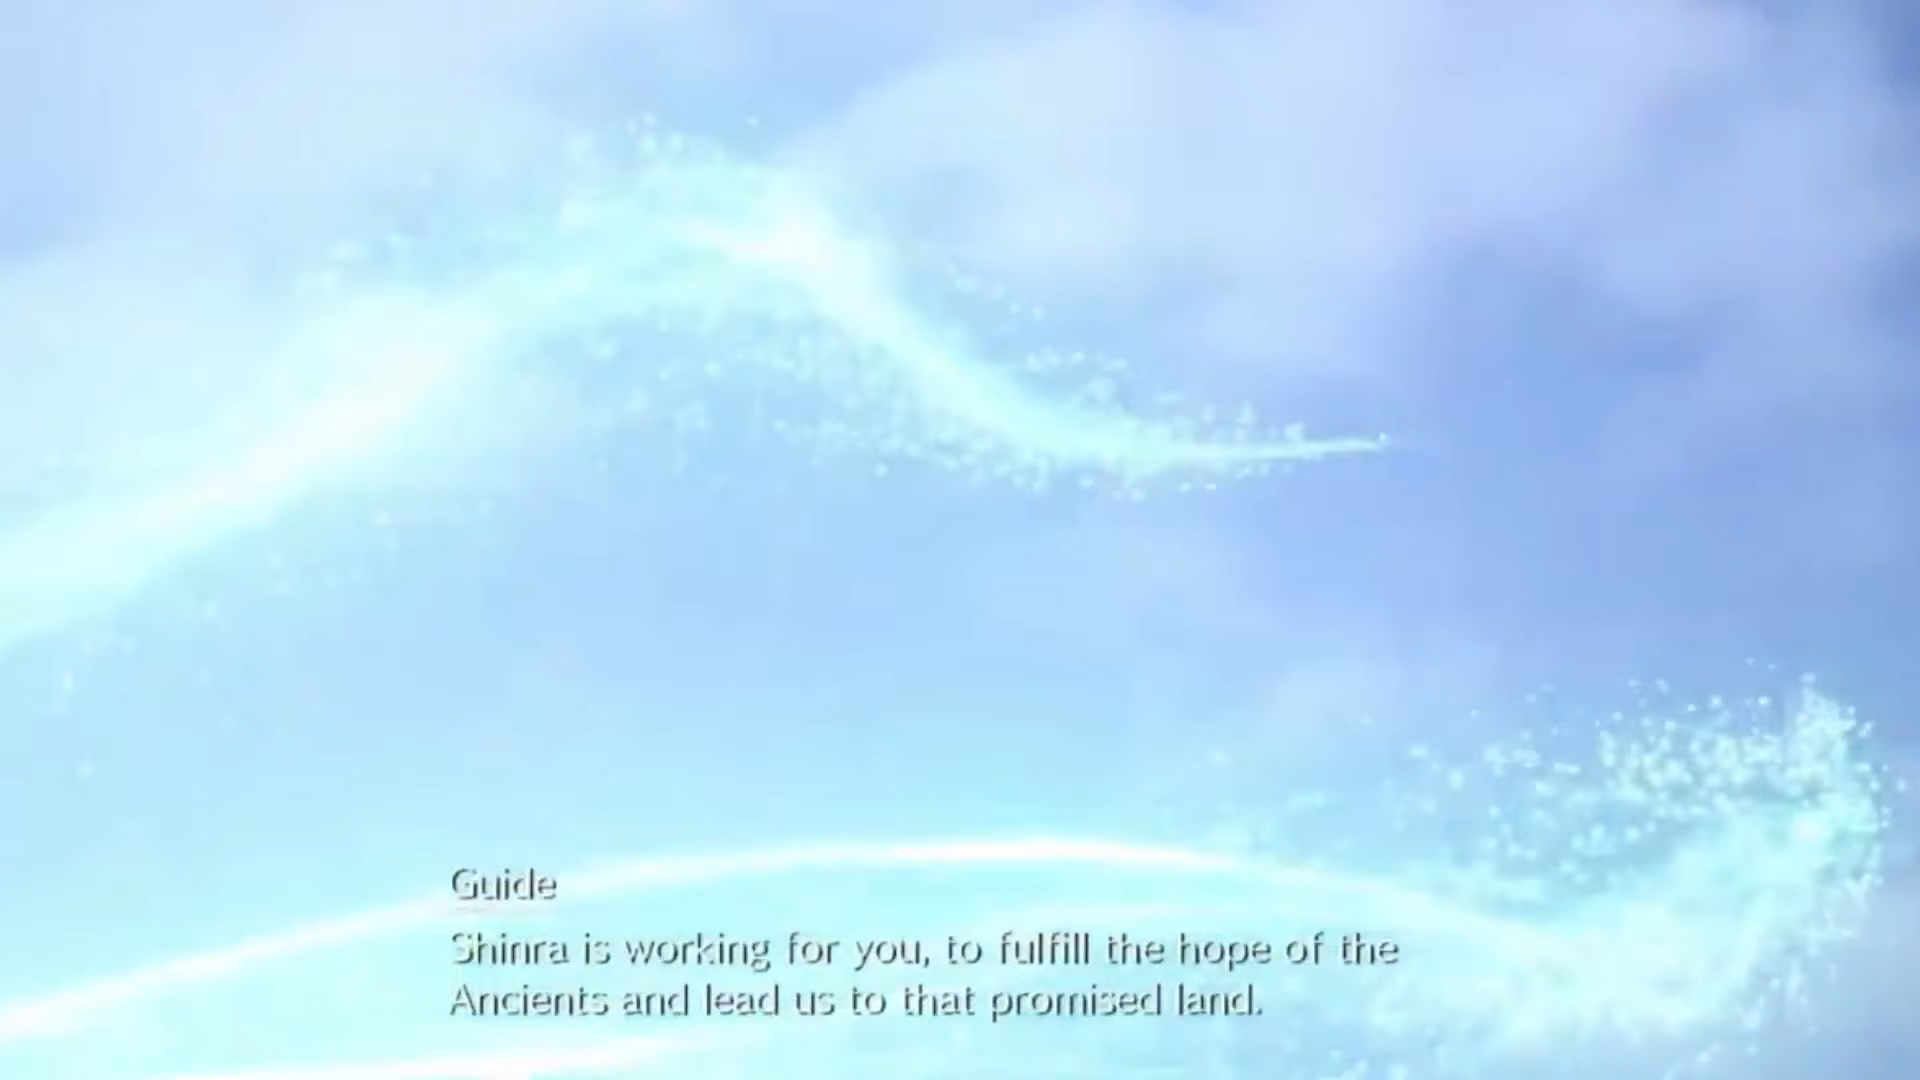 Guide
Shinra is working for you, to fulfill the hope of the
Ancients and lead us to that promised land.